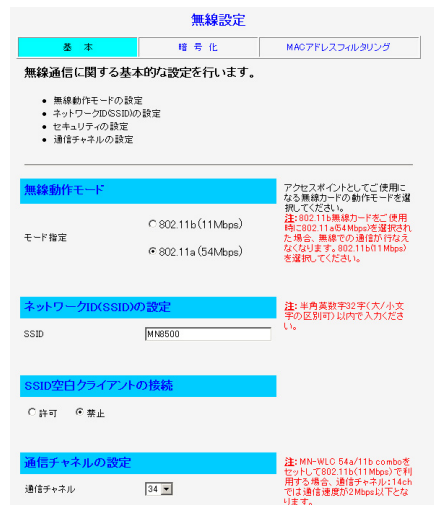 無線設定
基 本
暗 号 化
MACアドレスフィルタリング
無線通信に関する基本的な設定を行います。
● 無線動作モードの設定
● ネットワークID(SSID)の設定
● セキュリティの設定
● 通信チャネルの設定
無線動作モード
モード指定
802.11b(11Mbps)
802.11a(54Mbps)
アクセスポイントとしてご使用に
なる無線カードの動作モードを選
択してください。
注:802.11b無線カードをご使用
時に802.11a(54Mbps)を選択され
た場合、無線での通信が行なえ
なくなります。802.11b(11Mbps)
を選択してください。
ネットワークID(SSID)の設定
SSID
MN8500
注: 半角英数字32字(大/小文
字の区別可)以内で入力くださ
い。
SSID空白クライアントの接続
許可 禁止
通信チャネルの設定
通信チャネル
34
注: MN-WLC 54a/11b comboを
セットして802.11b(11Mbps)で利
用する場合、通信チャネル:14ch
では通信速度が2Mbps以下とな
ります。